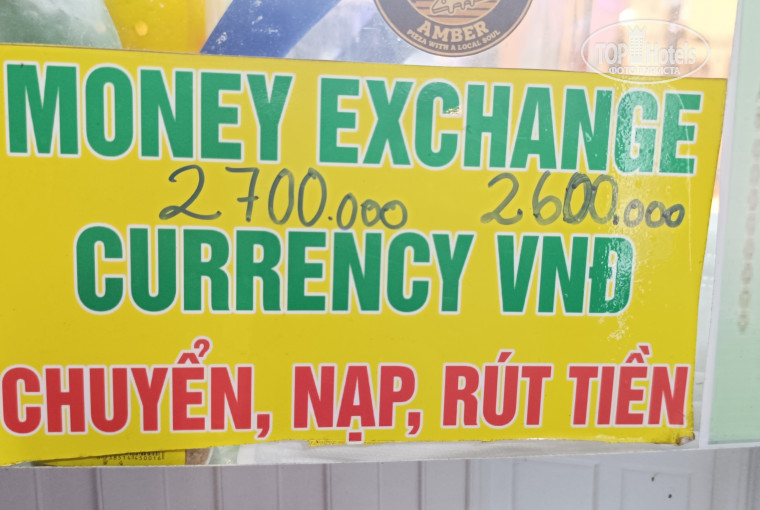 AMBER
PIZZA WITH A LOCAL SOUL
TOP Hotels
MONEY EXCHANGE
2700.000 2600.000
CURRENCY VNĐ
CHUYỂN, NẠP, RÚT TIỀN